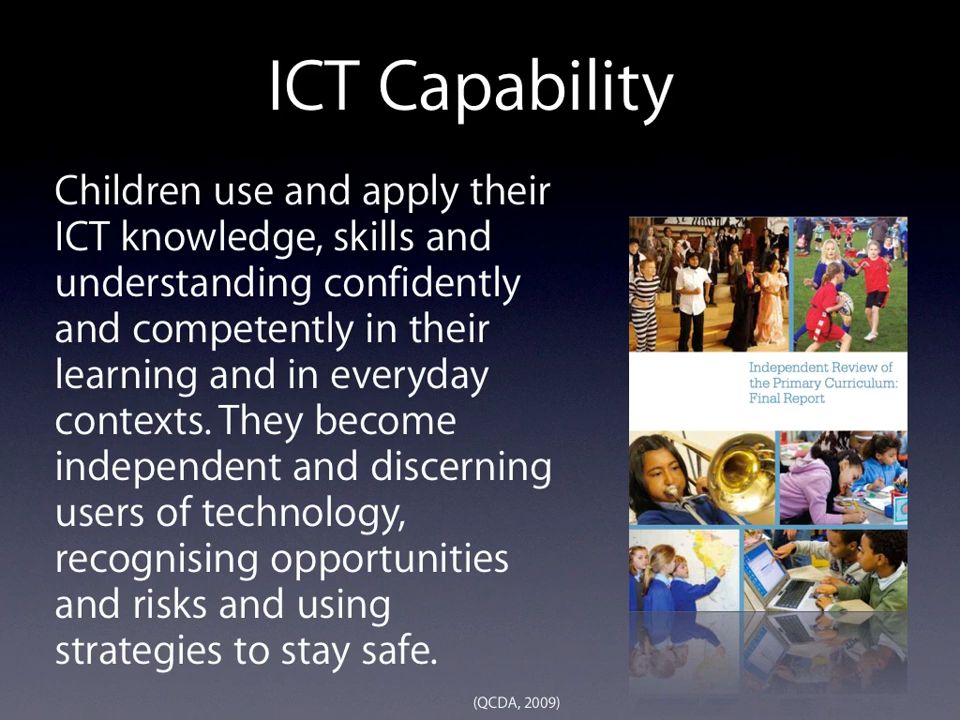 ICT Capability
Children use and apply their
ICT knowledge, skills and
understanding confidently
and competently in their
learning and in everyday
contexts. They become
independent and discerning
users of technology,
recognising opportunities
and risks and using
strategies to stay safe.
Independent Review of
the Primary Curriculum:
Final Report
(QCDA, 2009)